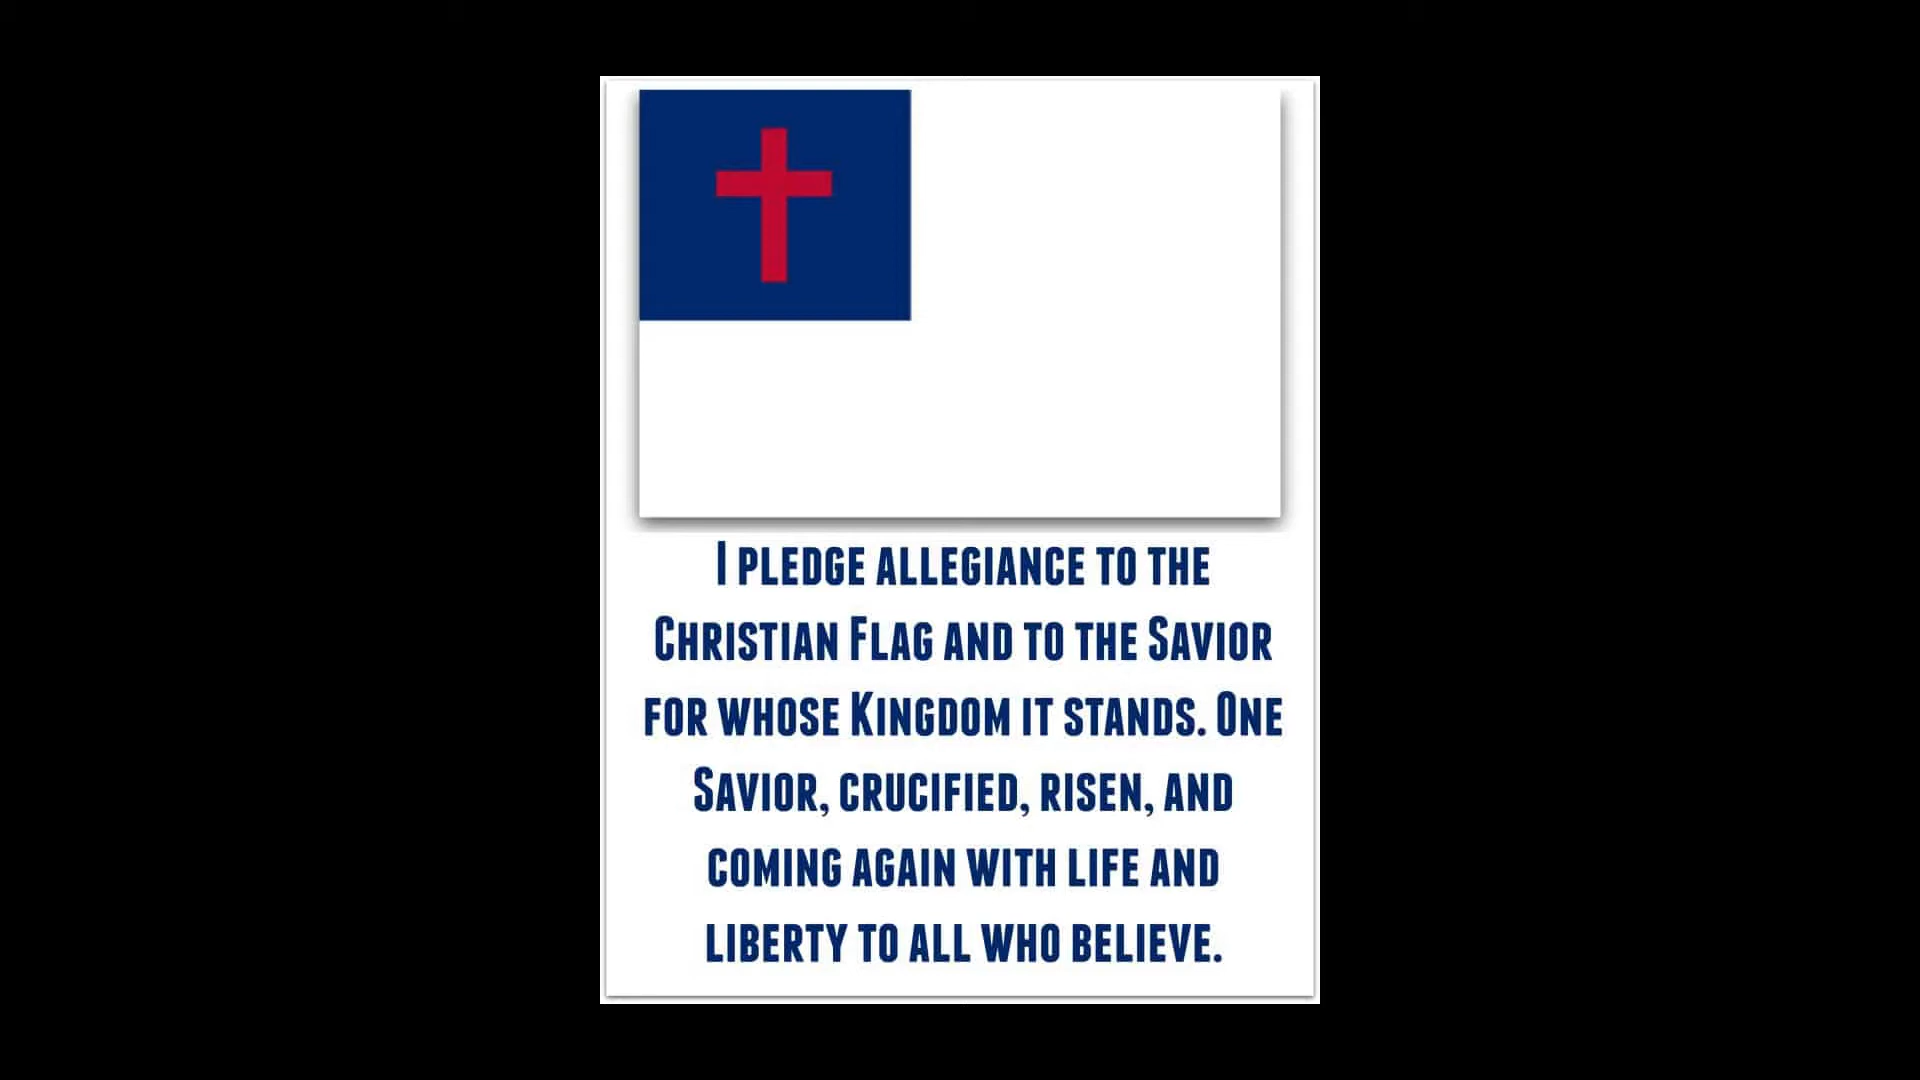 I pledge allegiance to the
Christian Flag and to the Savior
for whose Kingdom it stands. One
Savior, crucified, risen, and
coming again with life and
liberty to all who believe.